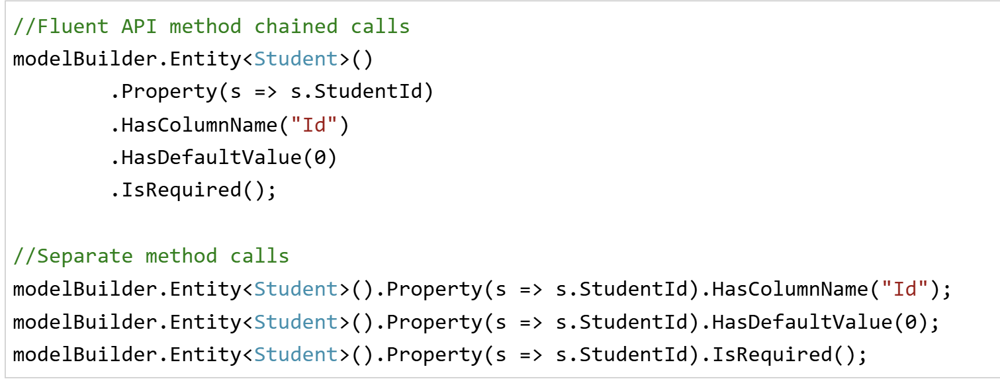 //Fluent API method chained calls
modelBuilder.Entity<Student>()
        .Property(s => s.StudentId)
        .HasColumnName("Id")
        .HasDefaultValue(0)
        .IsRequired();

//Separate method calls
modelBuilder.Entity<Student>().Property(s => s.StudentId).HasColumnName("Id");
modelBuilder.Entity<Student>().Property(s => s.StudentId).HasDefaultValue(0);
modelBuilder.Entity<Student>().Property(s => s.StudentId).IsRequired();